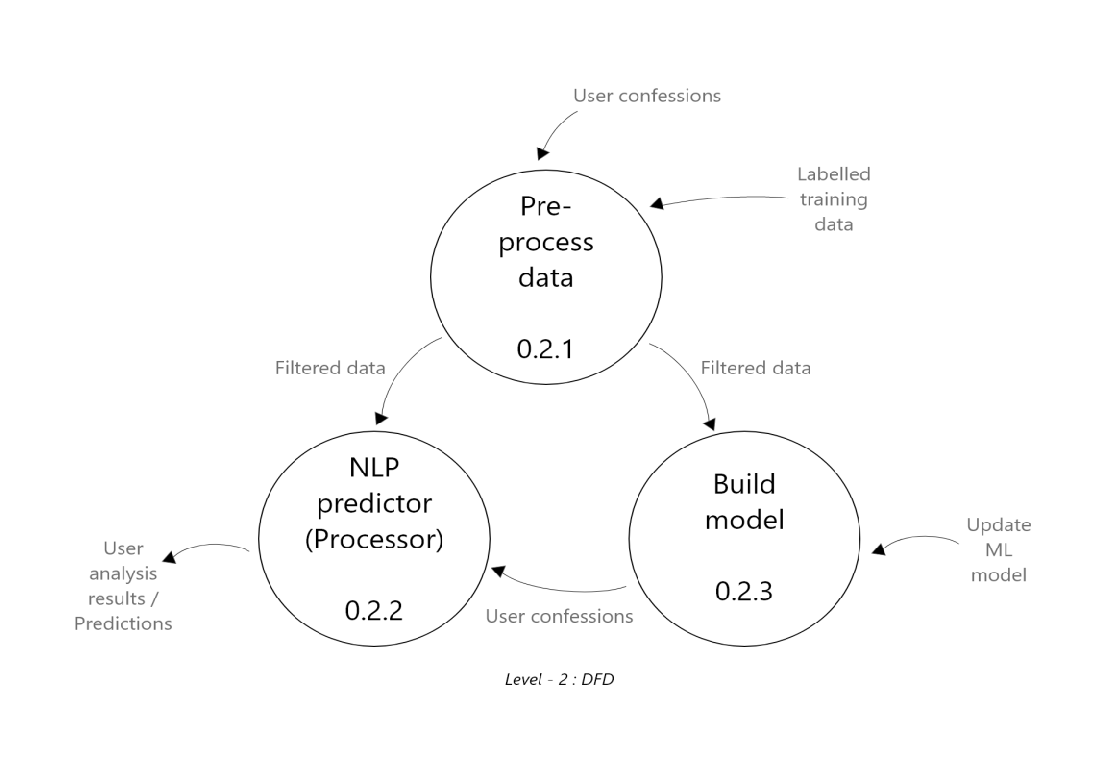 User confessions
Labelled
training
data
Pre-
process
data
0.2.1
Filtered data
Filtered data
NLP
predictor
(Processor)
0.2.2
Build
model
0.2.3
Update
ML
model
User
analysis
results /
Predictions
User confessions
Level - 2 : DFD